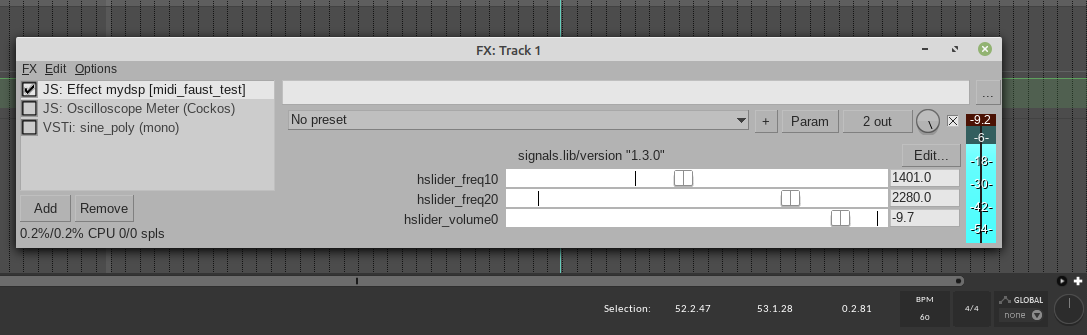 FX: Track 1
FX Edit Options
JS: Effect mydsp [midi_faust_test]
JS: Oscilloscope Meter (Cockos)
VSTi: sine_poly (mono)
...
No preset
+
Param
2 out
-9.2
-6-
-18-
-30-
-42-
-54-
signals.lib/version "1.3.0"
Edit...
hslider_freq10 1401.0
hslider_freq20 2280.0
hslider_volume0 -9.7
Add Remove
0.2%/0.2% CPU 0/0 spls
Selection: 52.2.47 53.1.28 0.2.81
BPM
60
4/4
GLOBAL
none